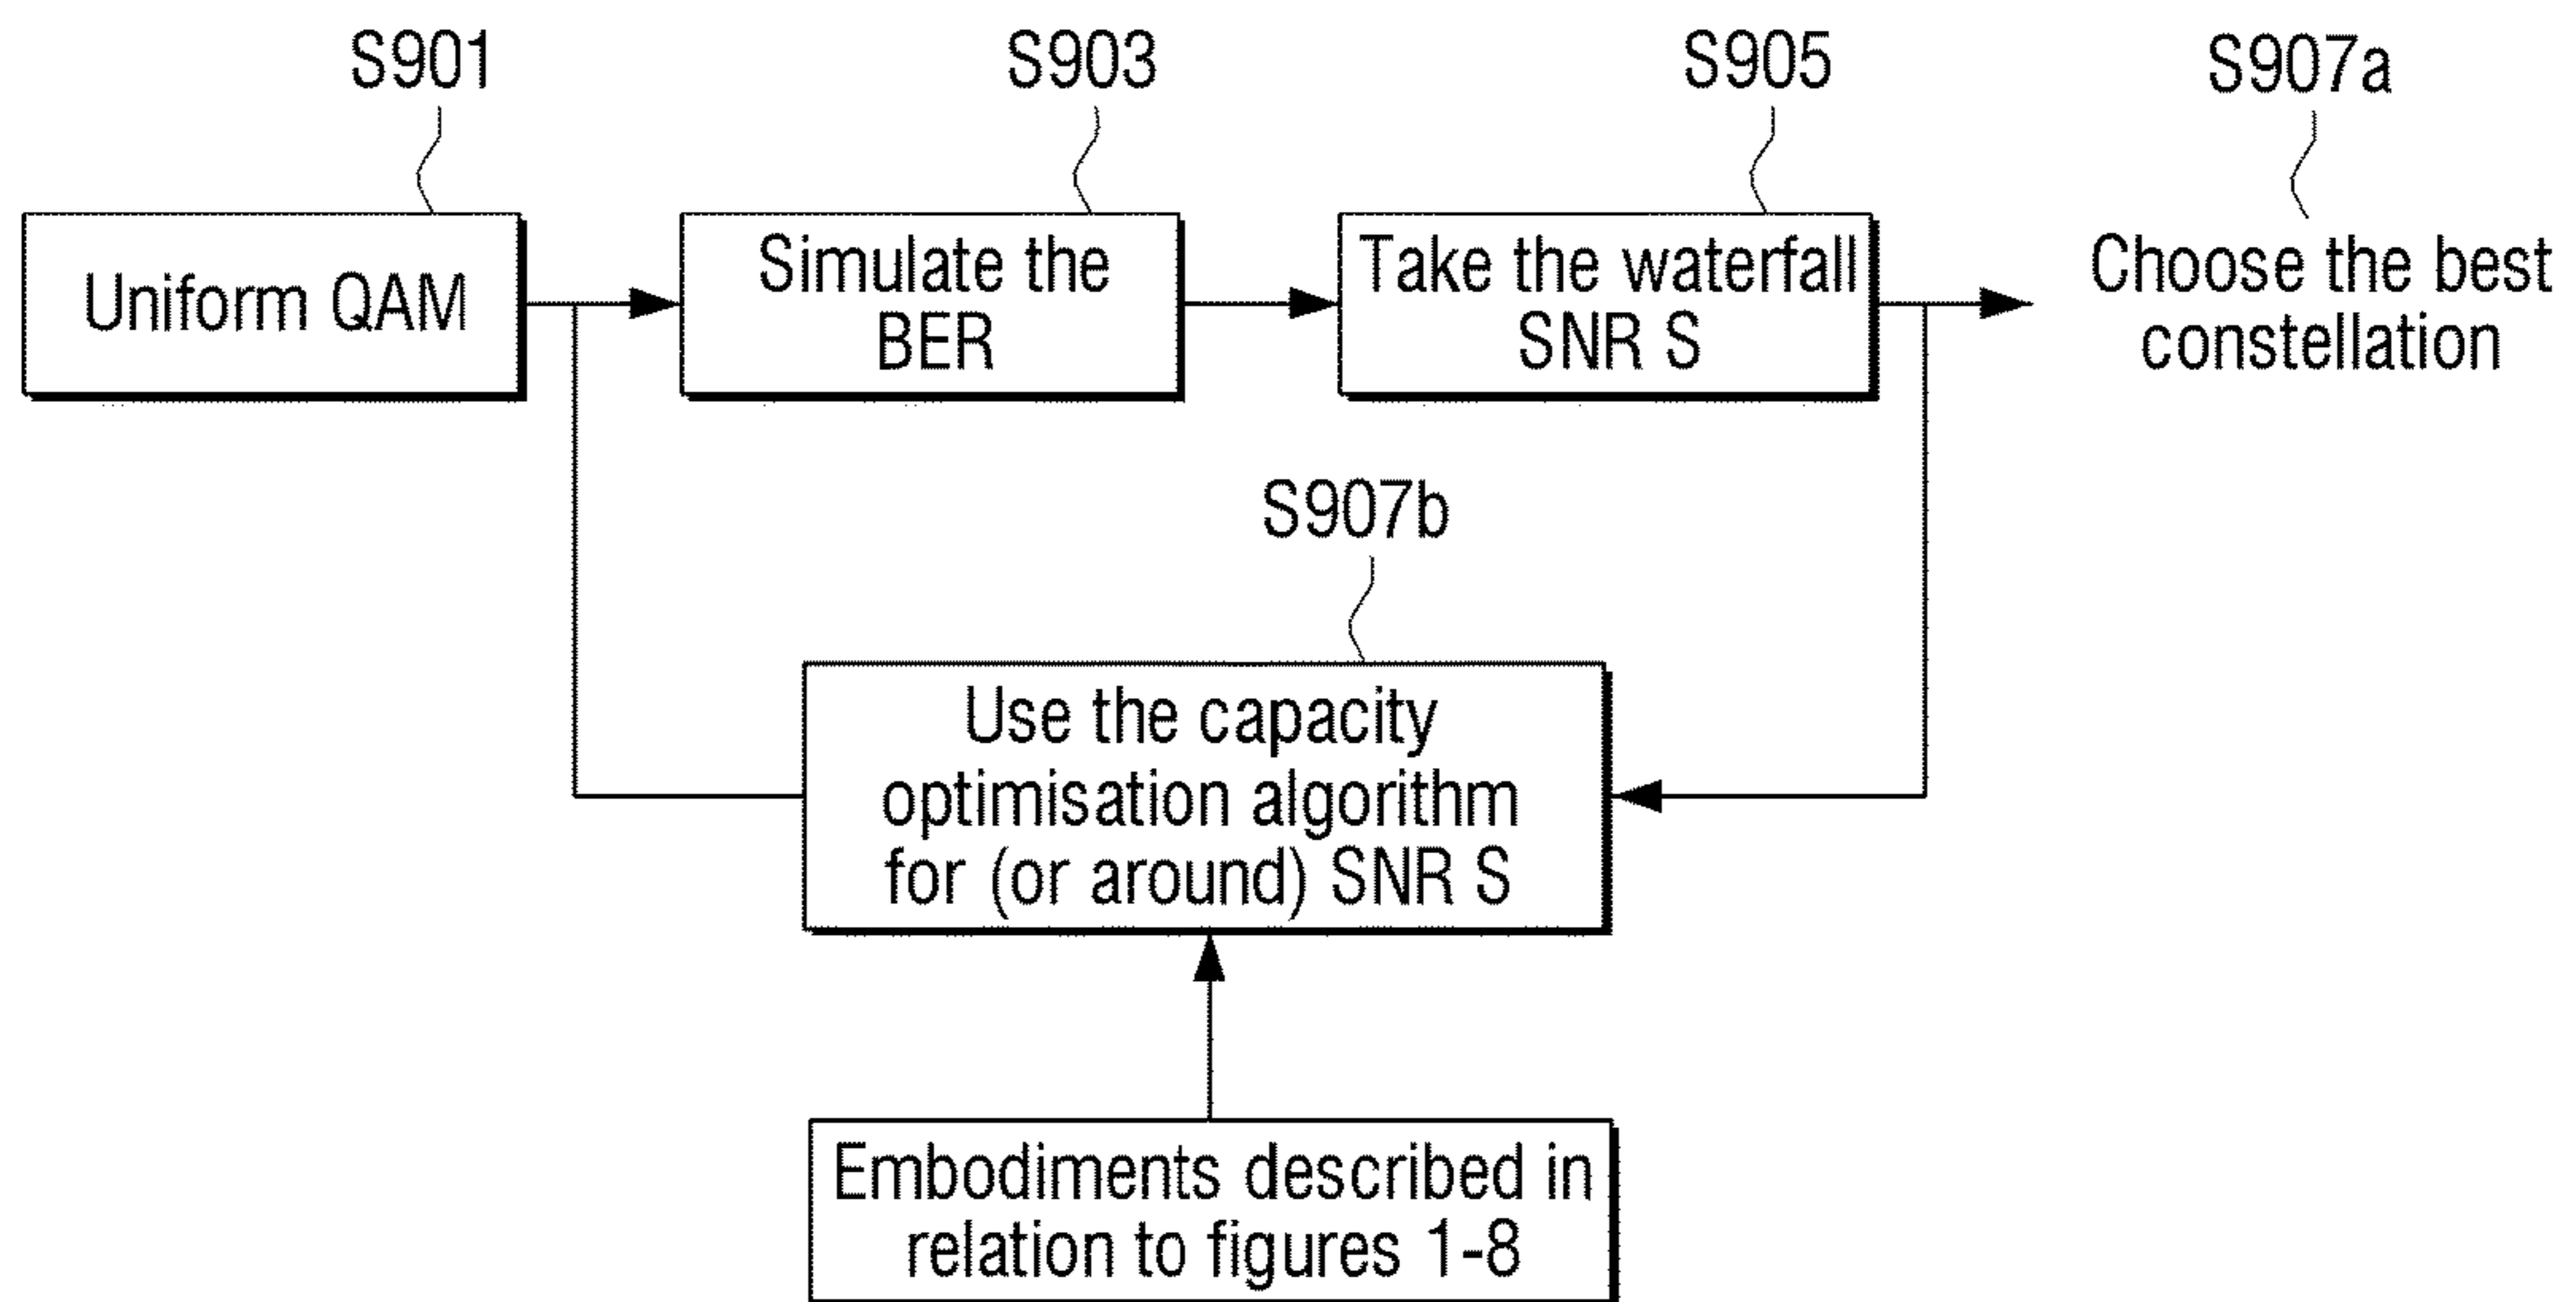 S901
S903
S905
S907a
Uniform QAM
Simulate the
BER
Take the waterfall
SNR S
Choose the best
constellation
S907b
Use the capacity
optimisation algorithm
for (or around) SNR S
Embodiments described in
relation to figures 1-8